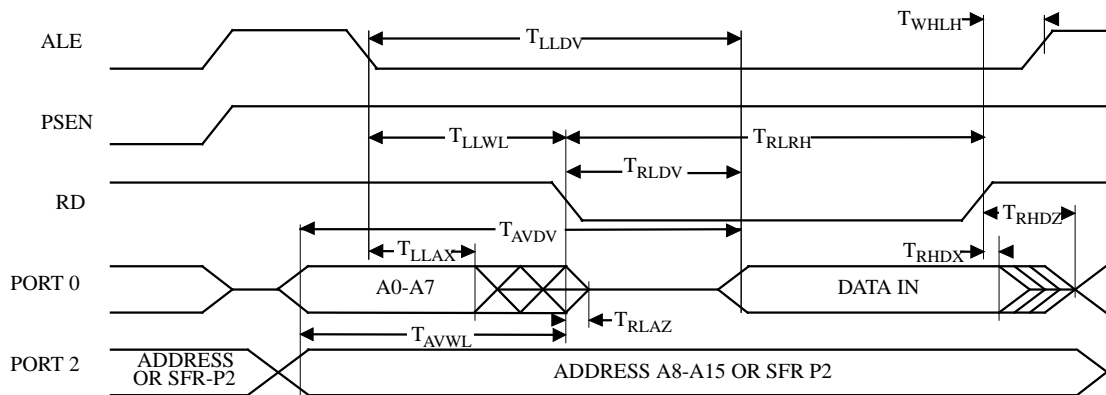 T_WHLH
ALE
T_LLDV
PSEN
T_LLWL
T_RLRH
T_RLDV
RD
T_AVDV
T_RHDZ
T_LLAX
T_RHDX
PORT 0
A0-A7
DATA IN
T_RLAZ
T_AVWL
PORT 2
ADDRESS
OR SFR-P2
ADDRESS A8-A15 OR SFR P2